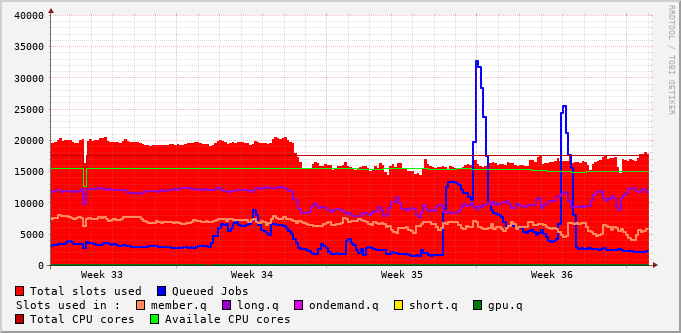 RRDTOOL / TOBI OETIKER
40000
35000
30000
25000
20000
15000
10000
5000
0
Week 33 Week 34 Week 35 Week 36
Total slots used Queued Jobs
Slots used in : member.q long.q ondemand.q short.q gpu.q
Total CPU cores Availale CPU cores